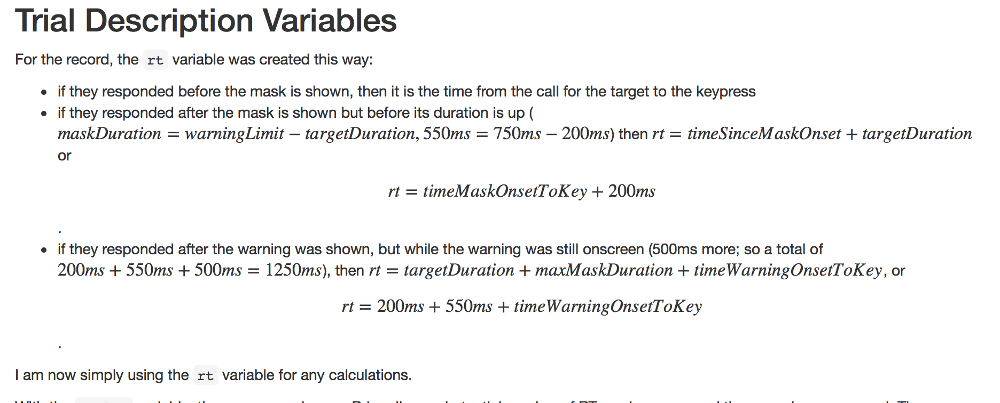 Trial Description Variables
For the record, the rt variable was created this way:
• if they responded before the mask is shown, then it is the time from the call for the target to the keypress
• if they responded after the mask is shown but before its duration is up (
maskDuration = warningLimit − targetDuration, 550ms = 750ms − 200ms) then rt = timeSinceMaskOnset + targetDuration
or
rt = timeMaskOnsetToKey + 200ms
.
• if they responded after the warning was shown, but while the warning was still onscreen (500ms more; so a total of
200ms + 550ms + 500ms = 1250ms), then rt = targetDuration + maxMaskDuration + timeWarningOnsetToKey, or
rt = 200ms + 550ms + timeWarningOnsetToKey
.
I am now simply using the rt variable for any calculations.